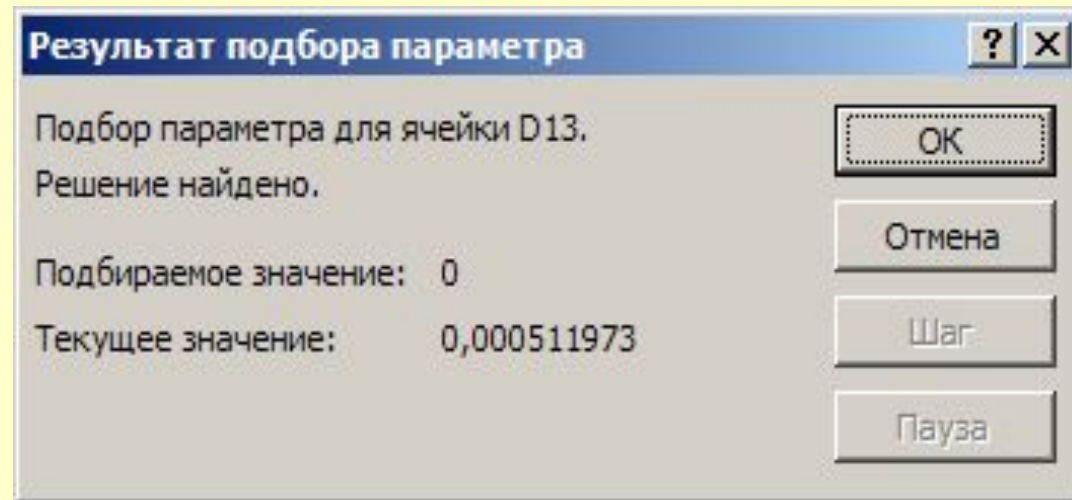 Результат подбора параметра
Подбор параметра для ячейки D13.
Решение найдено.
Подбираемое значение: 0
Текущее значение: 0,000511973
OK
Отмена
Шаг
Пауза